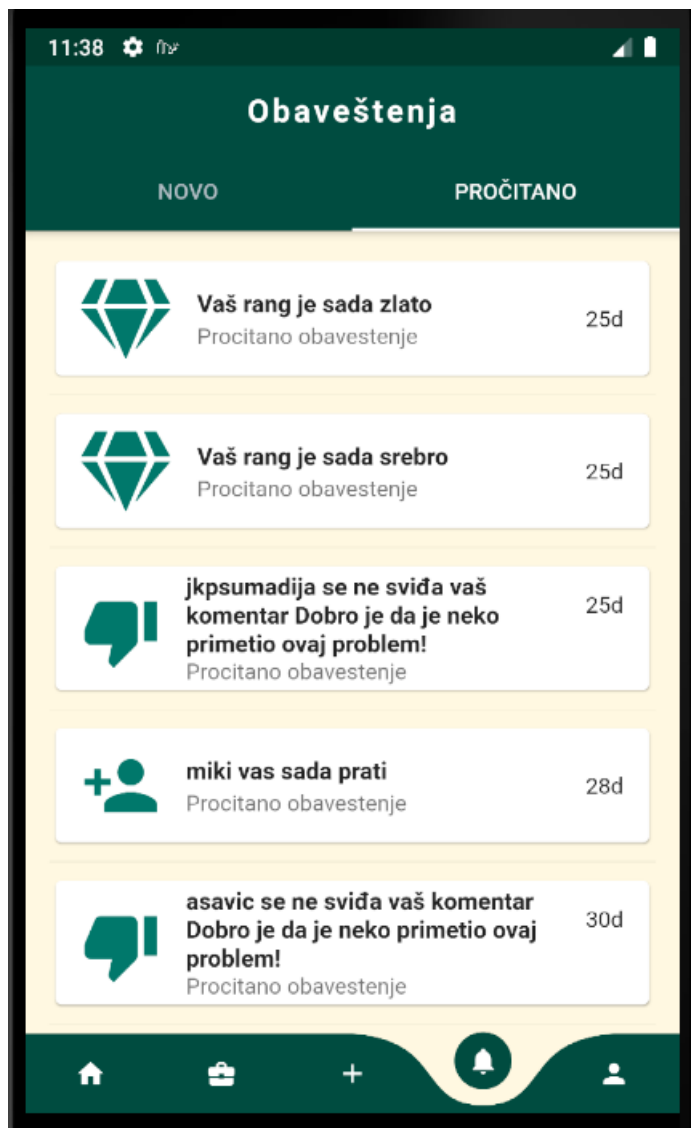 11:38
Obaveštenja
NOVO
PROČITANO
Vaš rang je sada zlato
Procitano obavestenje
25d
Vaš rang je sada srebro
Procitano obavestenje
25d
jkpsumadija se ne sviđa vaš
komentar Dobro je da je neko
primetio ovaj problem!
Procitano obavestenje
25d
miki vas sada prati
Procitano obavestenje
28d
asavic se ne sviđa vaš komentar
Dobro je da je neko primetio ovaj
problem!
Procitano obavestenje
30d